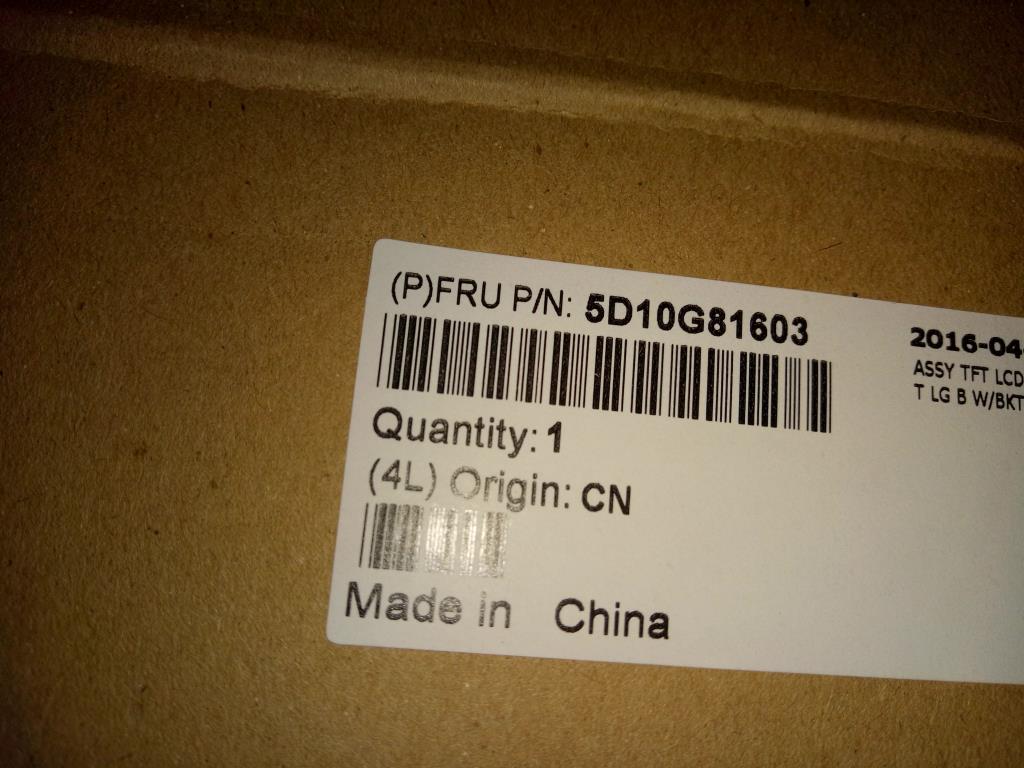 (P)FRU P/N: 5D10G81603
2016-04-
ASSY TFT LCD
T LG B W/BKT
Quantity: 1
(4L) Origin: CN
Made in China